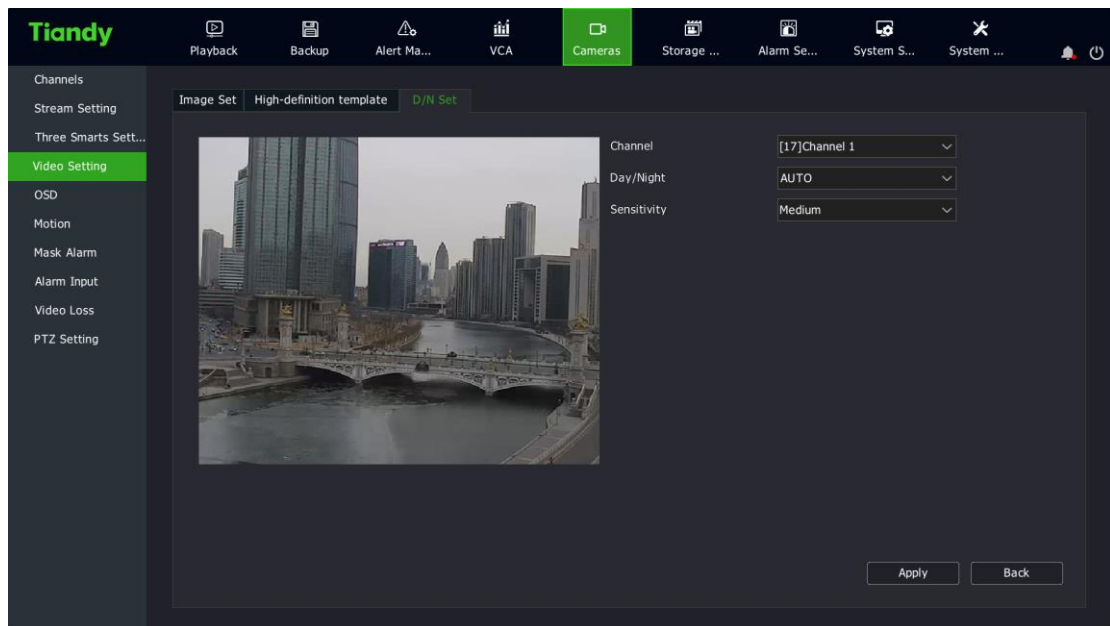 Tiandy
Playback
Backup
Alert Ma...
VCA
Cameras
Storage ...
Alarm Se...
System S...
System ...
Channels
Stream Setting
Three Smarts Sett...
Video Setting
OSD
Motion
Mask Alarm
Alarm Input
Video Loss
PTZ Setting
Image Set
High-definition template
D/N Set
Channel
[17]Channel 1
Day/Night
AUTO
Sensitivity
Medium
Apply
Back